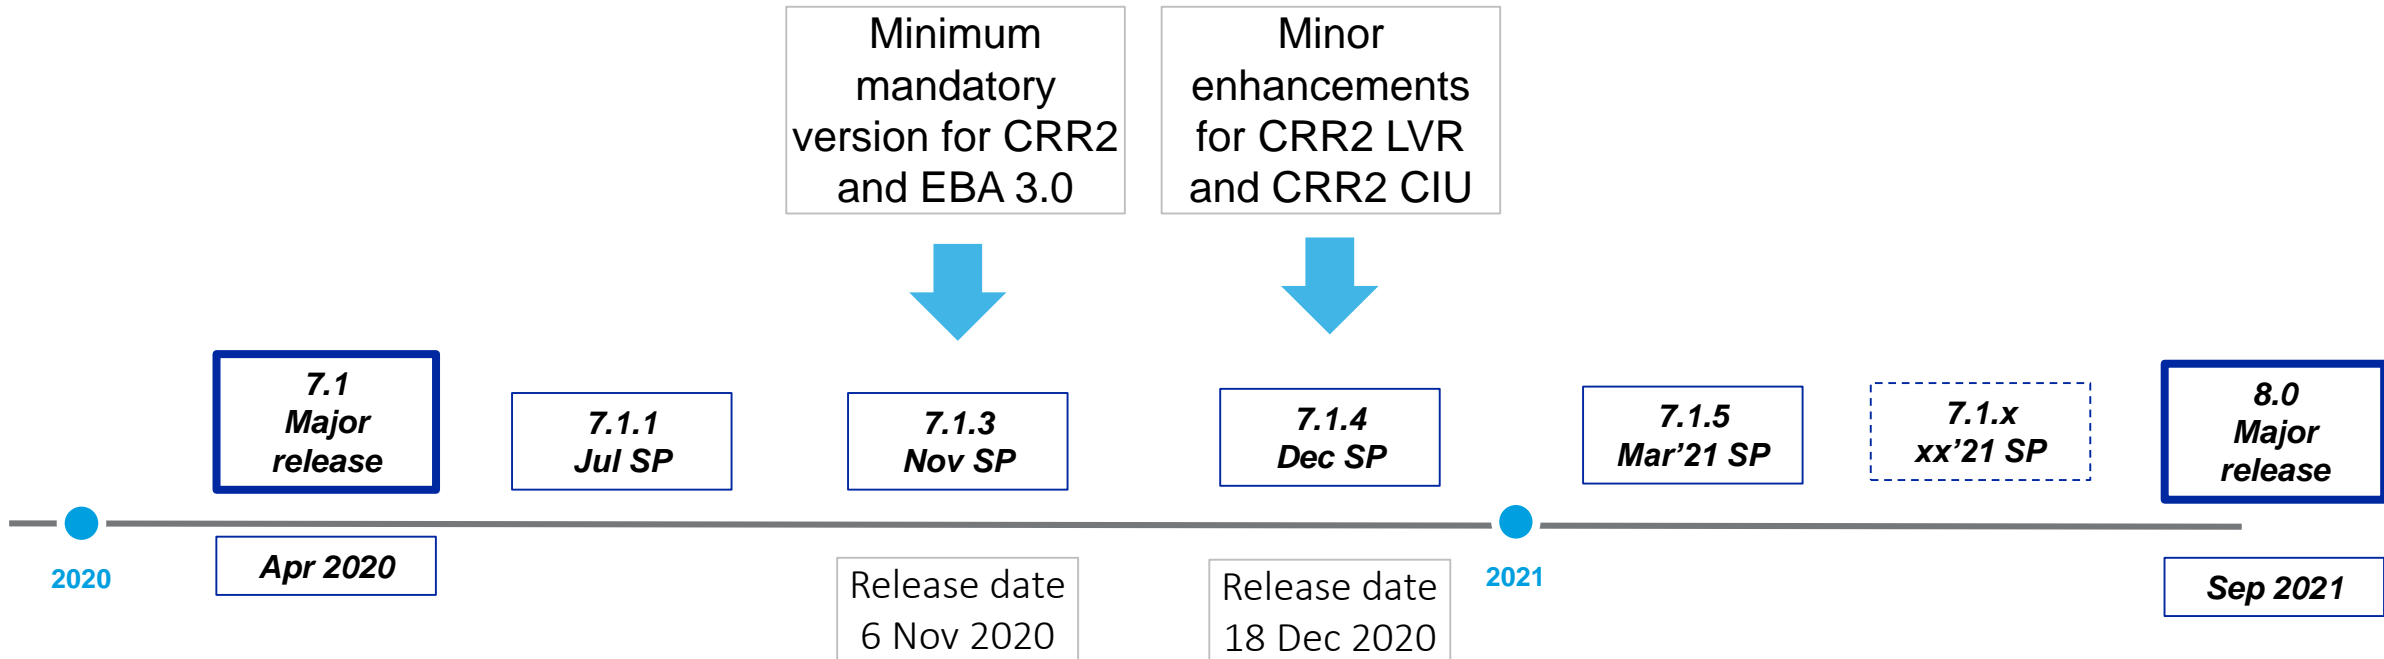 Minimum
mandatory
version for CRR2
and EBA 3.0
Minor
enhancements
for CRR2 LVR
and CRR2 CIU
7.1
Major
release
7.1.1
Jul SP
7.1.3
Nov SP
7.1.4
Dec SP
7.1.5
Mar’21 SP
7.1.x
xx’21 SP
8.0
Major
release
2020
Apr 2020
Release date
6 Nov 2020
Release date
18 Dec 2020
2021
Sep 2021